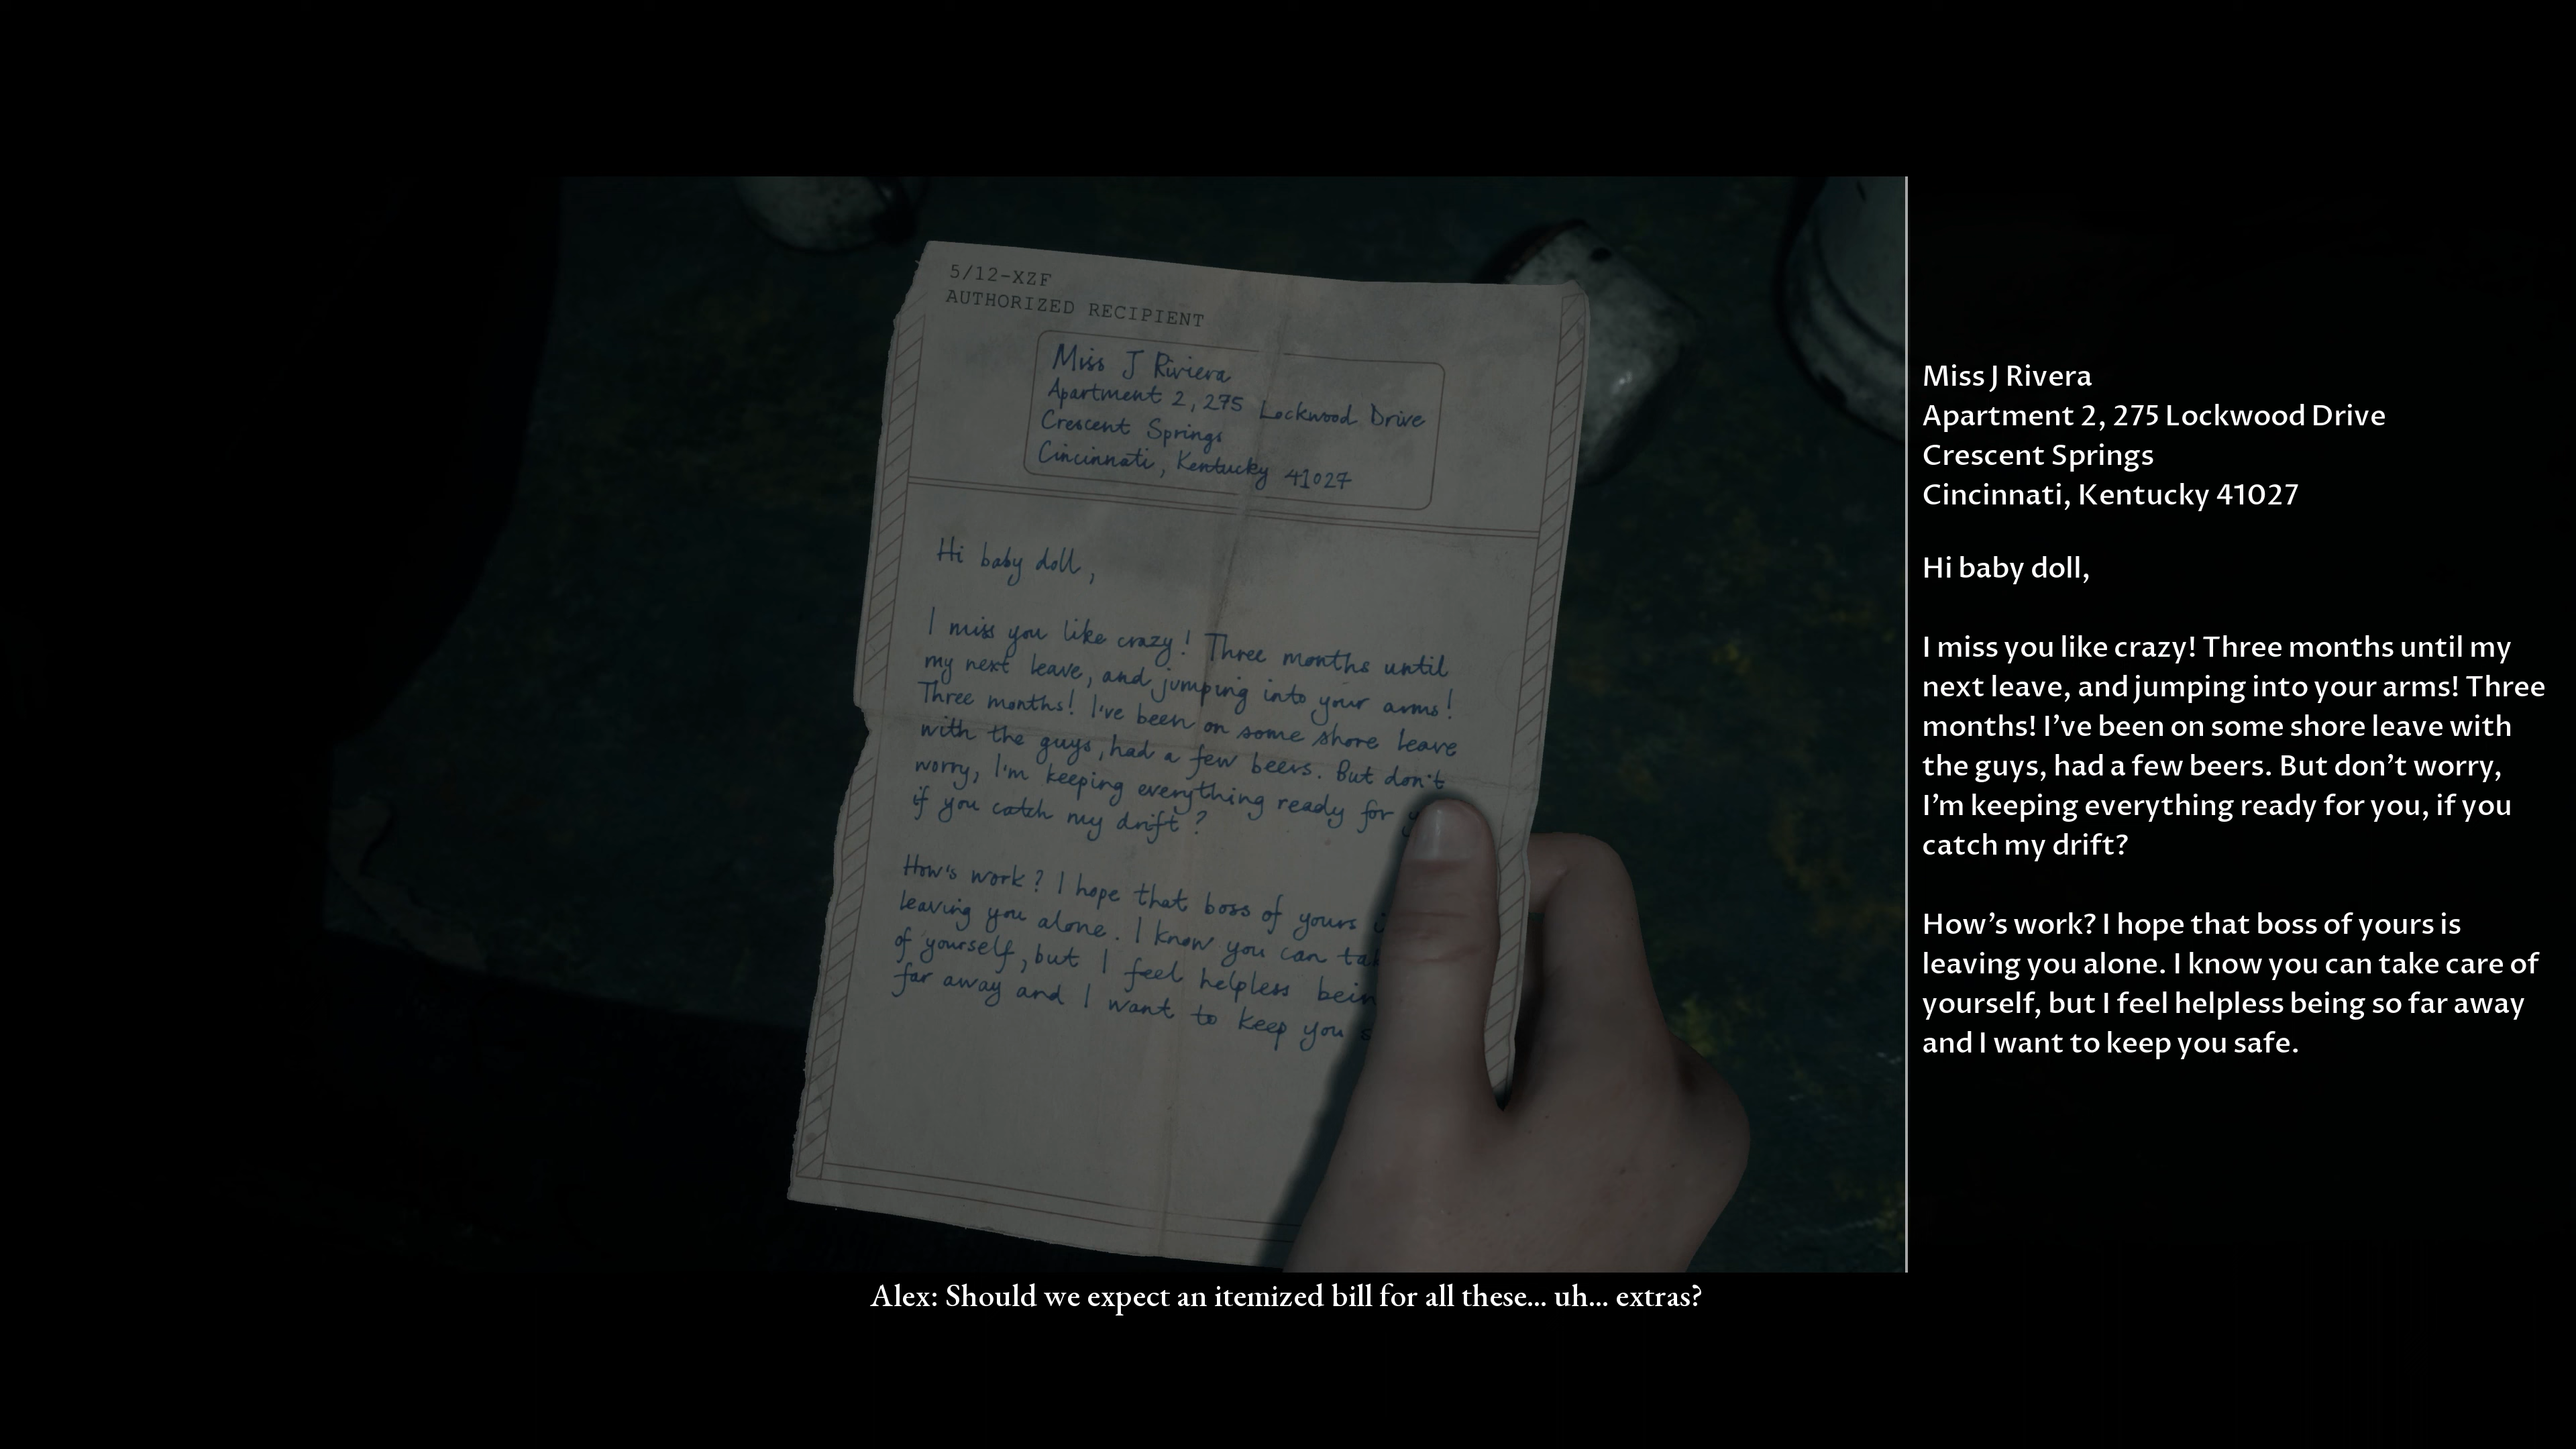 5/12-XZF
AUTHORIZED RECIPIENT
Miss J Riviera
Apartment 2, 275 Lockwood Drive
Crescent Springs
Cincinnati, Kentucky 41027
Hi baby doll,
I miss you like crazy! Three months until
my next leave, and jumping into your arms!
Three months! I've been on some shore leave
with the guys, had a few beers. But don't
worry, I'm keeping everything ready for
if you catch my drift?
How's work? I hope that boss of yours
leaving you alone. I know you can
of yourself, but I feel helpless
far away and I want to keep you
Miss J Rivera
Apartment 2, 275 Lockwood Drive
Crescent Springs
Cincinnati, Kentucky 41027
Hi baby doll,
I miss you like crazy! Three months until my
next leave, and jumping into your arms! Three
months! I've been on some shore leave with
the guys, had a few beers. But don't worry,
I'm keeping everything ready for you, if you
catch my drift?
How's work? I hope that boss of yours is
leaving you alone. I know you can take care of
yourself, but I feel helpless being so far away
and I want to keep you safe.
Alex: Should we expect an itemized bill for all these... uh... extras?